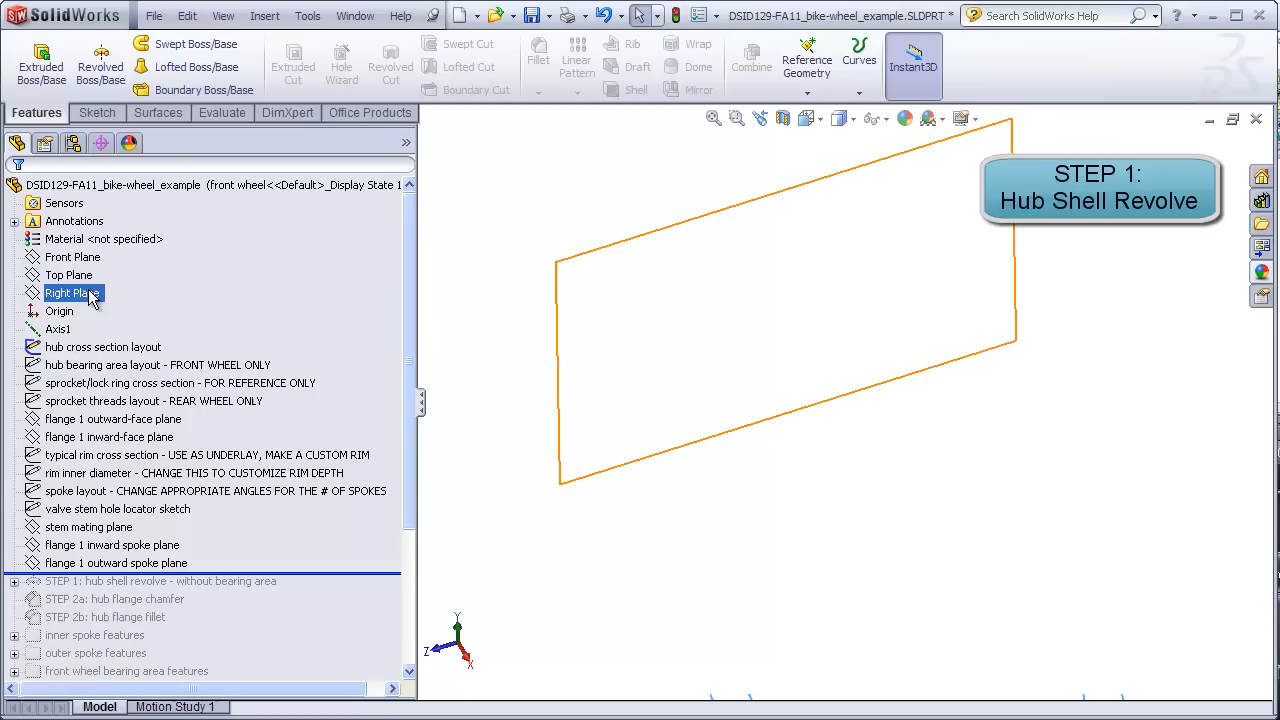 SolidWorks
File Edit View Insert Tools Window Help
DSID129-FA11_bike-wheel_example.SLDPRT *
Search SolidWorks Help
Extruded Boss/Base
Revolved Boss/Base
Swept Boss/Base
Lofted Boss/Base
Boundary Boss/Base
Extruded Cut
Hole Wizard
Revolved Cut
Swept Cut
Lofted Cut
Boundary Cut
Fillet
Linear Pattern
Rib
Draft
Shell
Wrap
Dome
Mirror
Combine
Reference Geometry
Curves
Instant3D
Features Sketch Surfaces Evaluate DimXpert Office Products
DSID129-FA11_bike-wheel_example (front wheel<<Default>_Display State 1
Sensors
Annotations
Material <not specified>
Front Plane
Top Plane
Right Plane
Origin
Axis1
hub cross section layout
hub bearing area layout - FRONT WHEEL ONLY
sprocket/lock ring cross section - FOR REFERENCE ONLY
sprocket threads layout - REAR WHEEL ONLY
flange 1 outward-face plane
flange 1 inward-face plane
typical rim cross section - USE AS UNDERLAY, MAKE A CUSTOM RIM
rim inner diameter - CHANGE THIS TO CUSTOMIZE RIM DEPTH
spoke layout - CHANGE APPROPRIATE ANGLES FOR THE # OF SPOKES
valve stem hole locator sketch
stem mating plane
flange 1 inward spoke plane
flange 1 outward spoke plane
STEP 1: hub shell revolve - without bearing area
STEP 2a: hub flange chamfer
STEP 2b: hub flange fillet
inner spoke features
outer spoke features
front wheel bearing area features
Model Motion Study 1
STEP 1:
Hub Shell Revolve
Y
Z
X